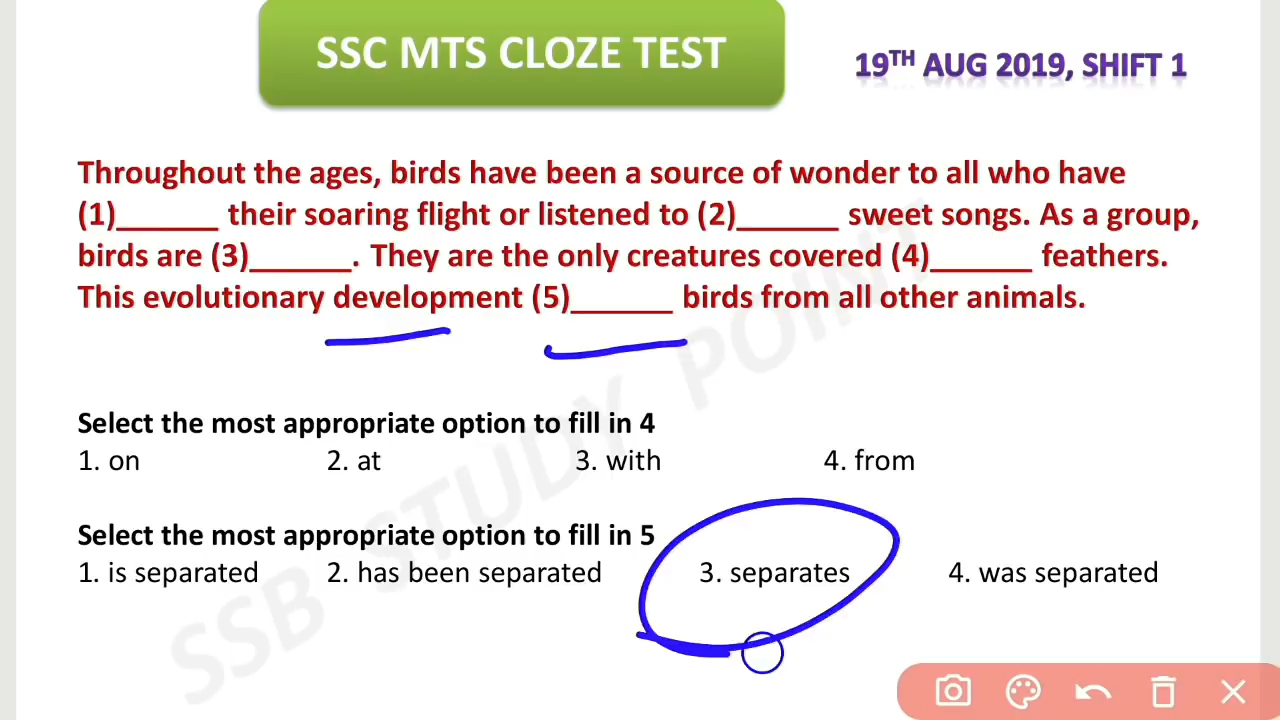 SSC MTS CLOZE TEST
19TH AUG 2019, SHIFT 1
Throughout the ages, birds have been a source of wonder to all who have
(1)______ their soaring flight or listened to (2)______ sweet songs. As a group,
birds are (3)______. They are the only creatures covered (4)______ feathers.
This evolutionary development (5)______ birds from all other animals.
Select the most appropriate option to fill in 4
1. on 2. at 3. with 4. from
Select the most appropriate option to fill in 5
1. is separated 2. has been separated 3. separates 4. was separated
SSB STUDY POINT